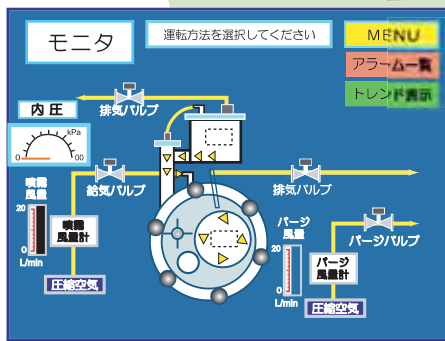 モニタ
運転方法を選択してください
MENU
アラーム一覧
トレンド表示
排気バルブ
内圧
kPa
0
00
噴霧
風量
給気バルブ
排気バルブ
20
0
L/min
噴霧
風量計
圧縮空気
パージ
風量
20
0
L/min
パージバルブ
パージ
風量計
圧縮空気